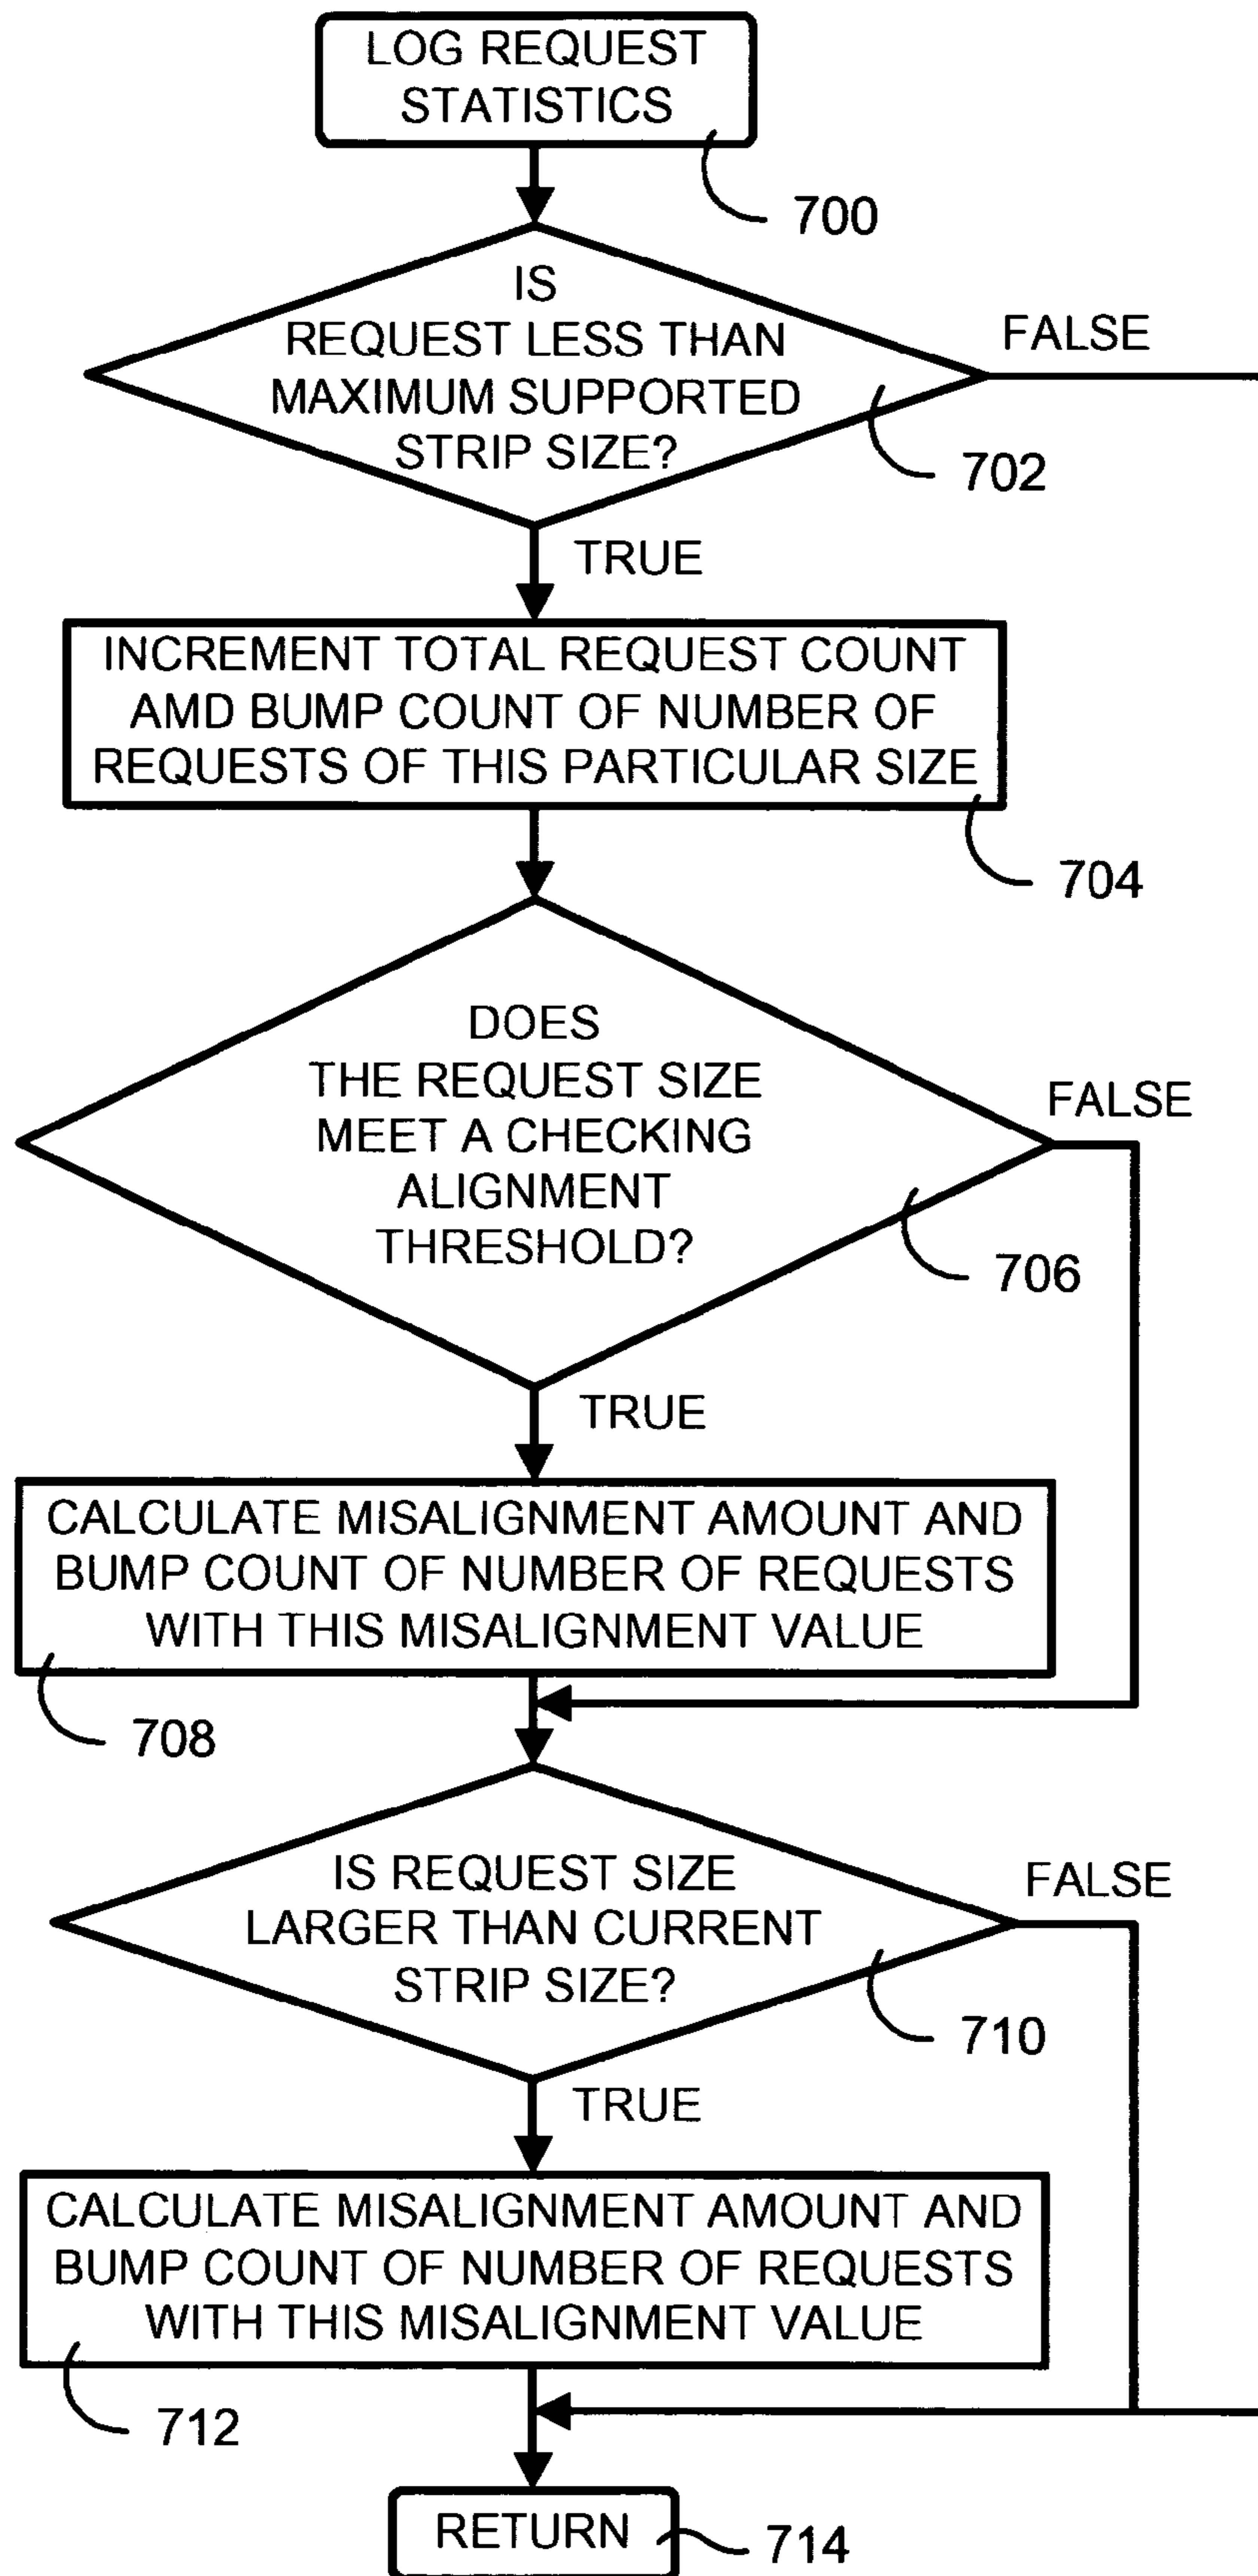 LOG REQUEST
STATISTICS
700
IS
REQUEST LESS THAN
MAXIMUM SUPPORTED
STRIP SIZE?
FALSE
702
TRUE
INCREMENT TOTAL REQUEST COUNT
AMD BUMP COUNT OF NUMBER OF
REQUESTS OF THIS PARTICULAR SIZE
704
DOES
THE REQUEST SIZE
MEET A CHECKING
ALIGNMENT
THRESHOLD?
FALSE
706
TRUE
CALCULATE MISALIGNMENT AMOUNT AND
BUMP COUNT OF NUMBER OF REQUESTS
WITH THIS MISALIGNMENT VALUE
708
IS REQUEST SIZE
LARGER THAN CURRENT
STRIP SIZE?
FALSE
710
TRUE
CALCULATE MISALIGNMENT AMOUNT AND
BUMP COUNT OF NUMBER OF REQUESTS
WITH THIS MISALIGNMENT VALUE
712
RETURN
714